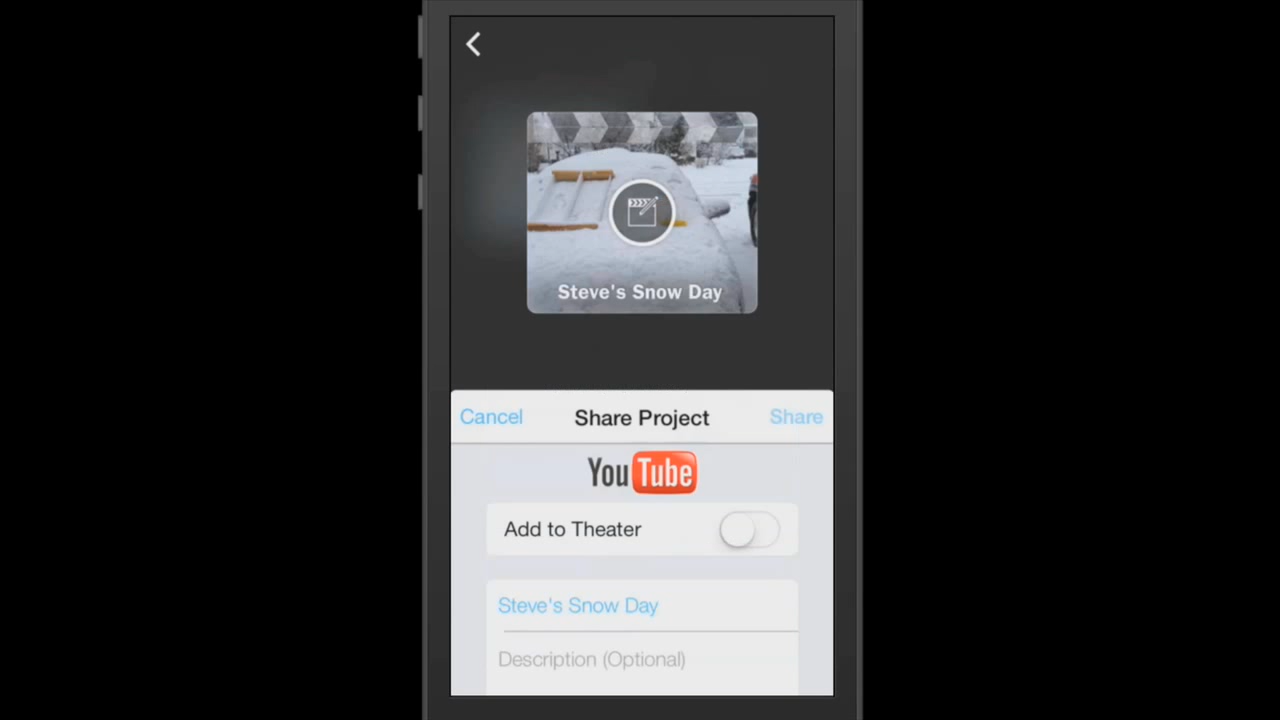 Steve's Snow Day
Cancel Share Project Share
YouTube
Add to Theater
Steve's Snow Day
Description (Optional)